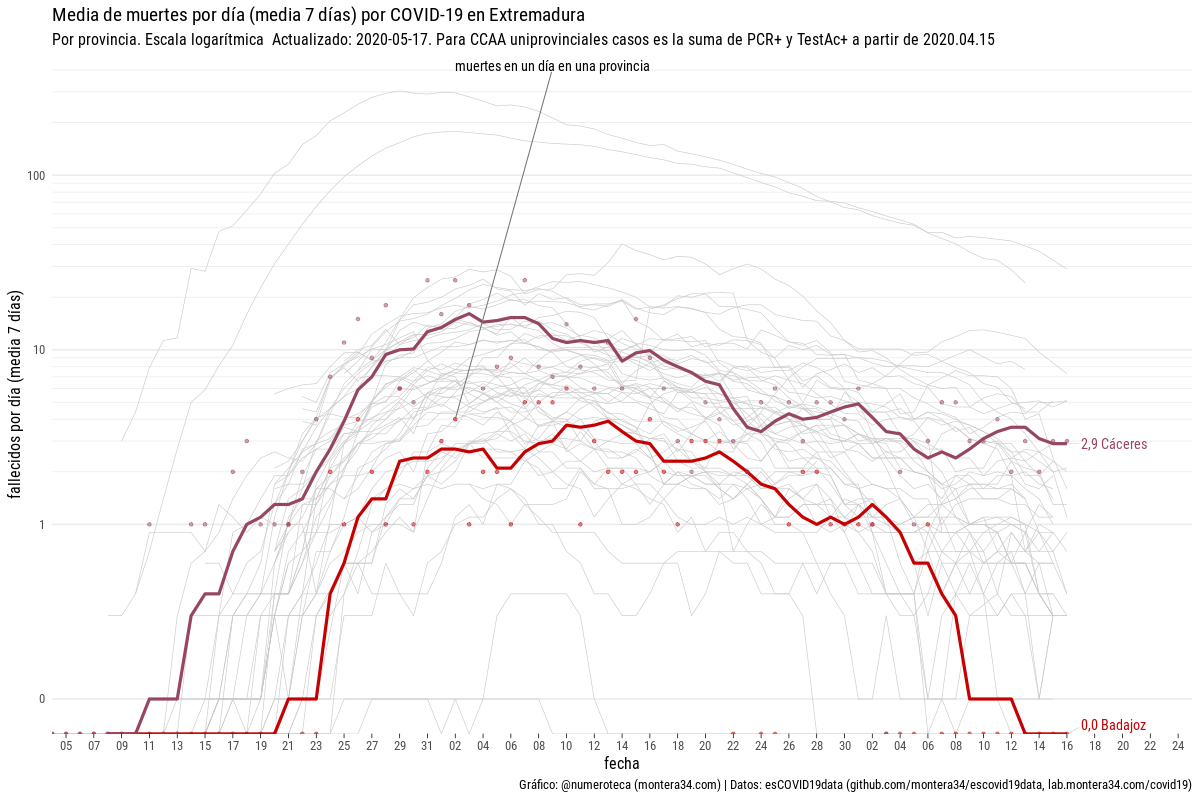 Media de muertes por día (media 7 días) por COVID-19 en Extremadura
Por provincia. Escala logarítmica  Actualizado: 2020-05-17. Para CCAA uniprovinciales casos es la suma de PCR+ y TestAc+ a partir de 2020.04.15
muertes en un día en una provincia
fallecidos por día (media  7 días)
100
10
1
0
2,9 Cáceres
0,0 Badajoz
05 07 09 11 13 15 17 19 21 23 25 27 29 31 02 04 06 08 10 12 14 16 18 20 22 24 26 28 30 02 04 06 08 10 12 14 16 18 20 22 24
fecha
Gráfico: @numeroteca (montera34.com) | Datos: esCOVID19data (github.com/montera34/escovid19data, lab.montera34.com/covid19)